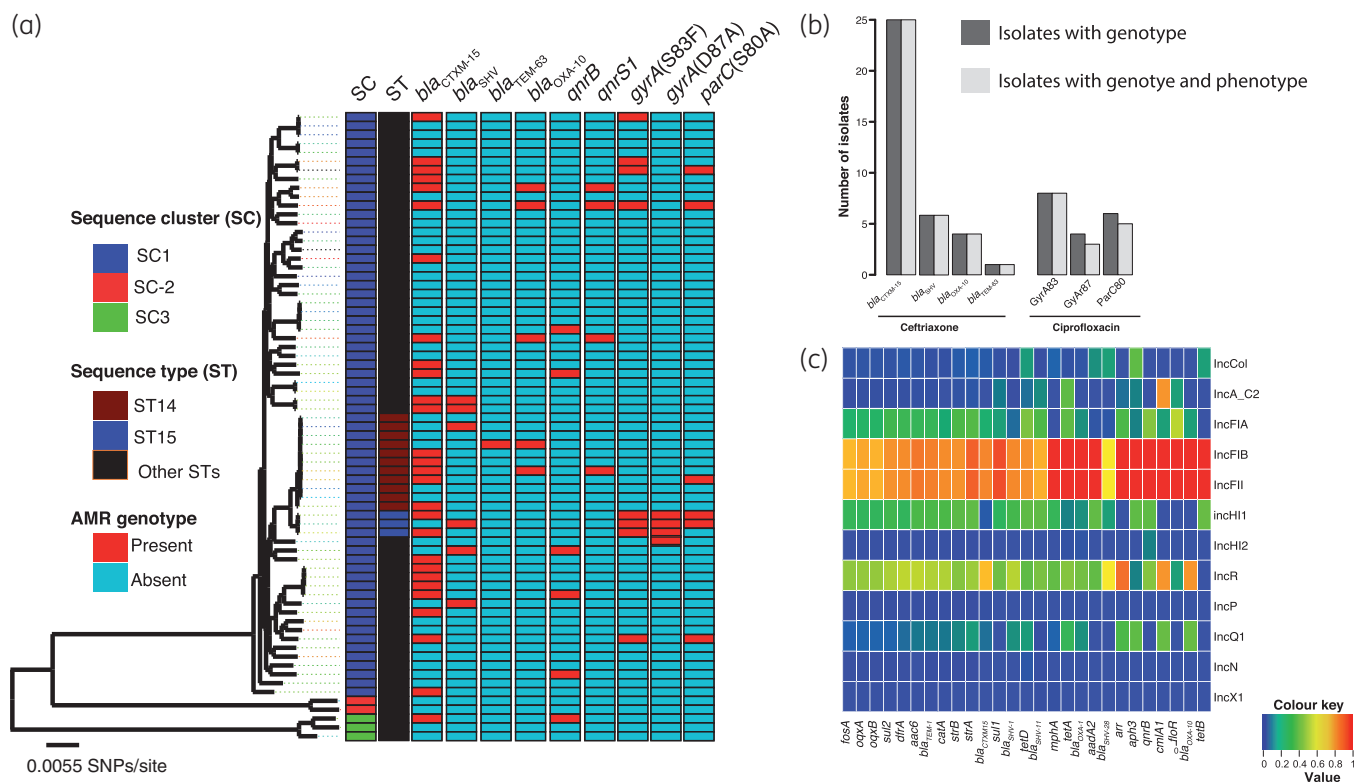 (a)
SC
ST
blaCTXM-15
blaSHV
blaTEM-63
blaOXA-10
qnrB
qnrS1
gyrA(S83F)
gyrA(D87A)
parC(S80A)
Sequence cluster (SC)
SC1
SC-2
SC3
Sequence type (ST)
ST14
ST15
Other STs
AMR genotype
Present
Absent
0.0055 SNPs/site
(b)
Number of isolates
25
20
15
10
5
0
Isolates with genotype
Isolates with genotye and phenotype
blaCTXM-15
blaSHV
blaOXA-10
blaTEM-63
GyrA83
GyAr87
ParC80
Ceftriaxone
Ciprofloxacin
(c)
IncCol
IncA_C2
IncFIA
IncFIB
IncFII
incHI1
IncHI2
IncR
IncP
IncQ1
IncN
IncX1
fosA
oqxA
oqxB
sul2
dfrA
aac6
blaTEM-1
catA
strB
strA
blaCTXM15
sul1
blaSHV-1
tetD
blaSHV-11
mphA
tetA
blaOXA-1
aadA2
blaSHV-28
arr
aph3
qnrB
cmlA1
floR
blaOXA-10
tetB
Colour key
0 0.2 0.4 0.6 0.8 1
Value